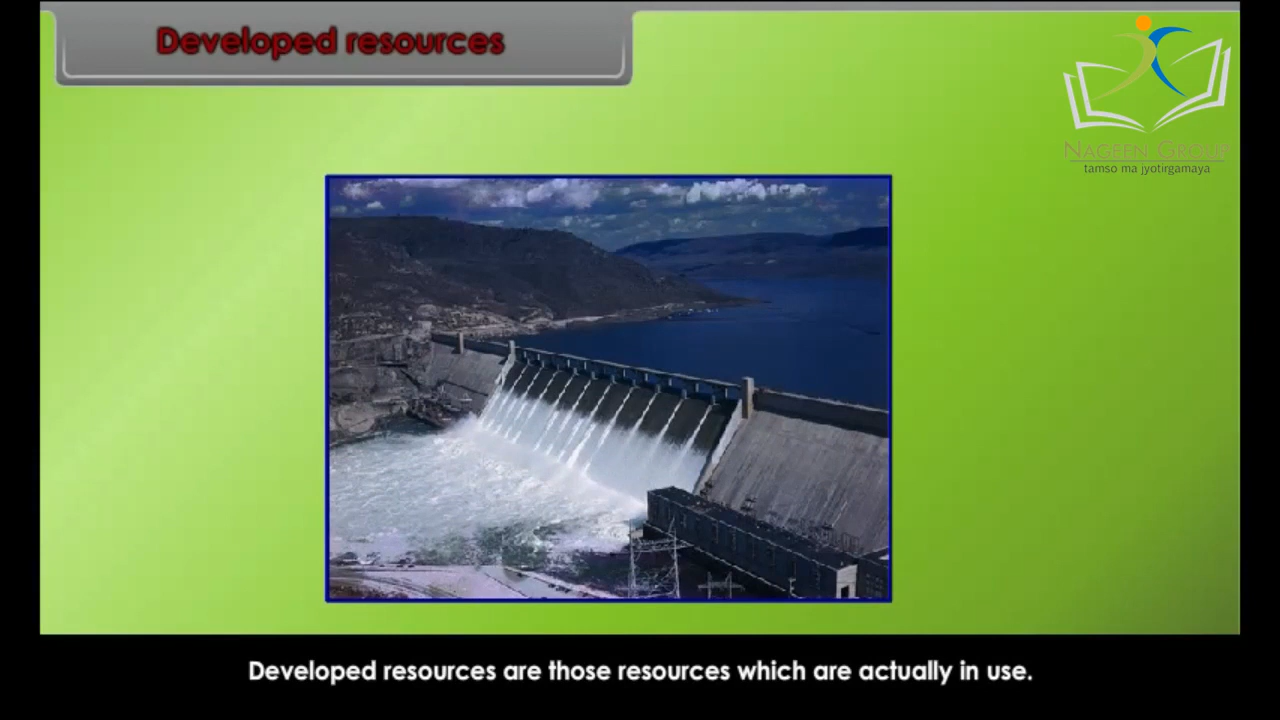 Developed resources
NAGEEN GROUP
tamso ma jyotirgamaya
Developed resources are those resources which are actually in use.